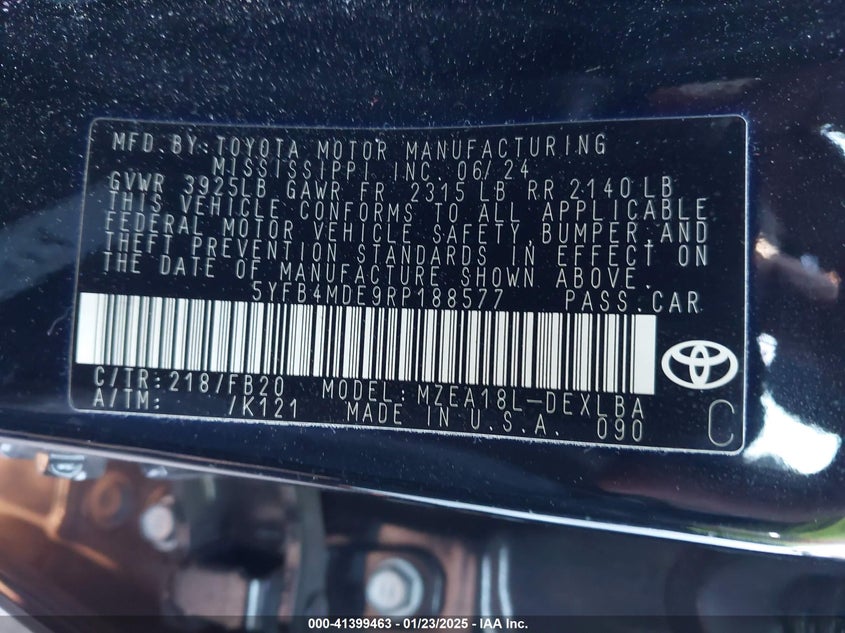 MFD.BY:TOYOTA MOTOR MANUFACTURING
MISSISSIPPI INC. 06/24
GVWR 3925LB GAWR FR 2315 LB RR 2140 LB
THIS VEHICLE CONFORMS TO ALL APPLICABLE
FEDERAL MOTOR VEHICLE SAFETY,BUMPER,AND
THEFT PREVENTION STANDARDS IN EFFECT ON
THE DATE OF MANUFACTURE SHOWN ABOVE.
5YFB4MDE9RP188577 PASS.CAR
C/TR:218/FB20 MODEL:MZEA18L-DEXLBA
A/TM: /K121 MADE IN U.S.A. 090
C
000-41399463 - 01/23/2025 - IAA Inc.